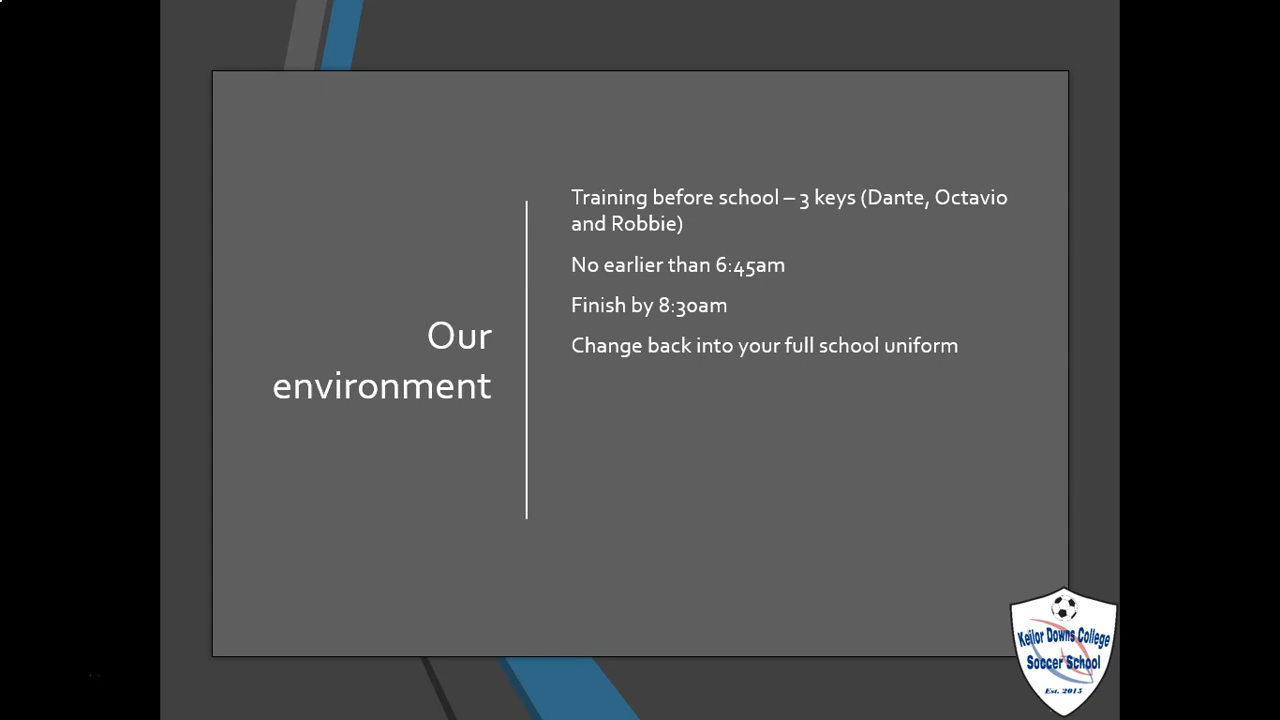 Our
environment
Training before school – 3 keys (Dante, Octavio
and Robbie)
No earlier than 6:45am
Finish by 8:30am
Change back into your full school uniform
Keilor Downs College
Soccer School
Est. 2015